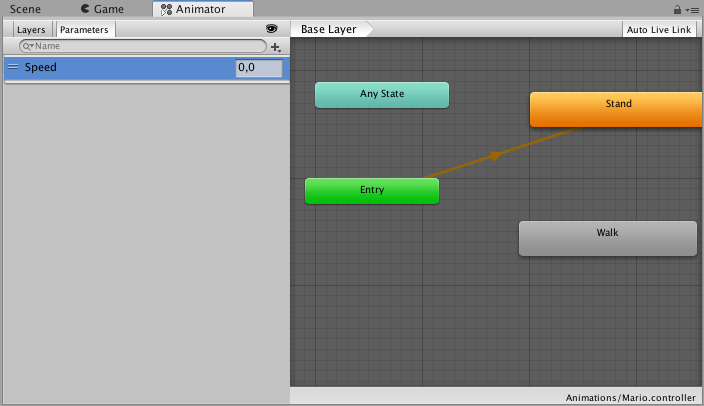 Scene Game Animator
Layers Parameters Base Layer Auto Live Link
Name
Speed 0,0
Any State
Stand
Entry
Walk
Animations/Mario.controller